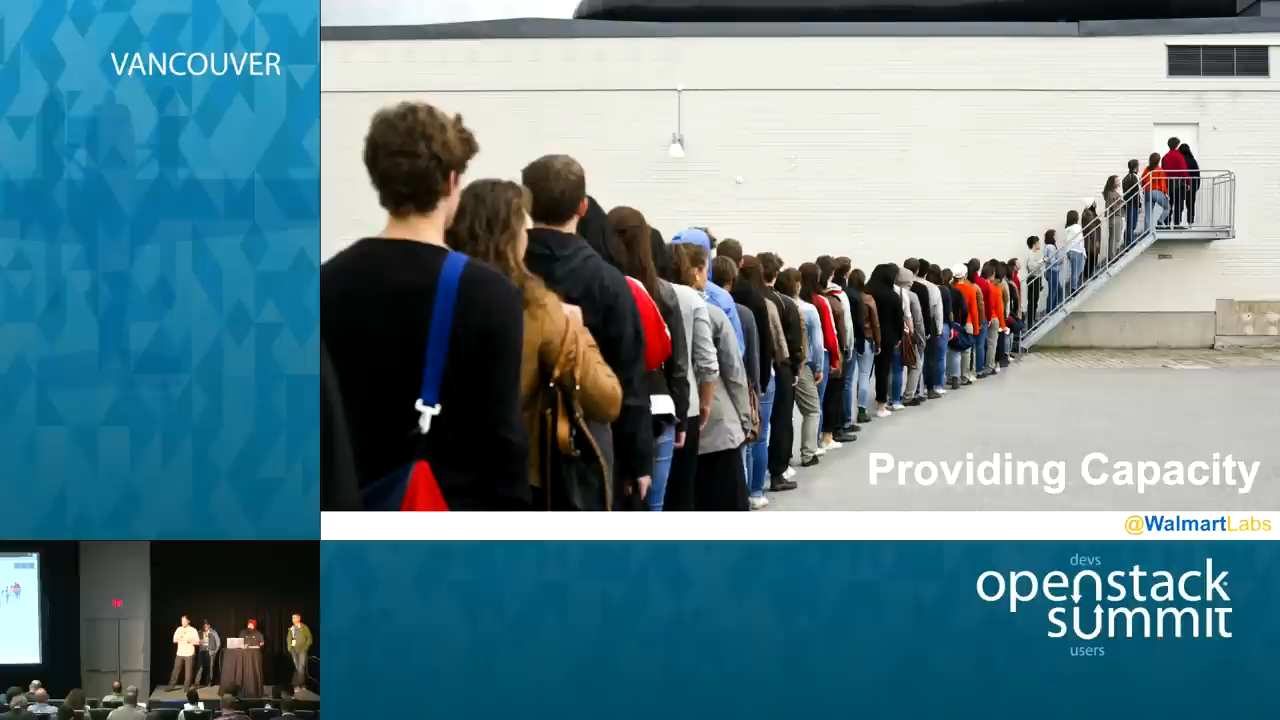 VANCOUVER
Providing Capacity
@WalmartLabs
devs
openstack
summit
users